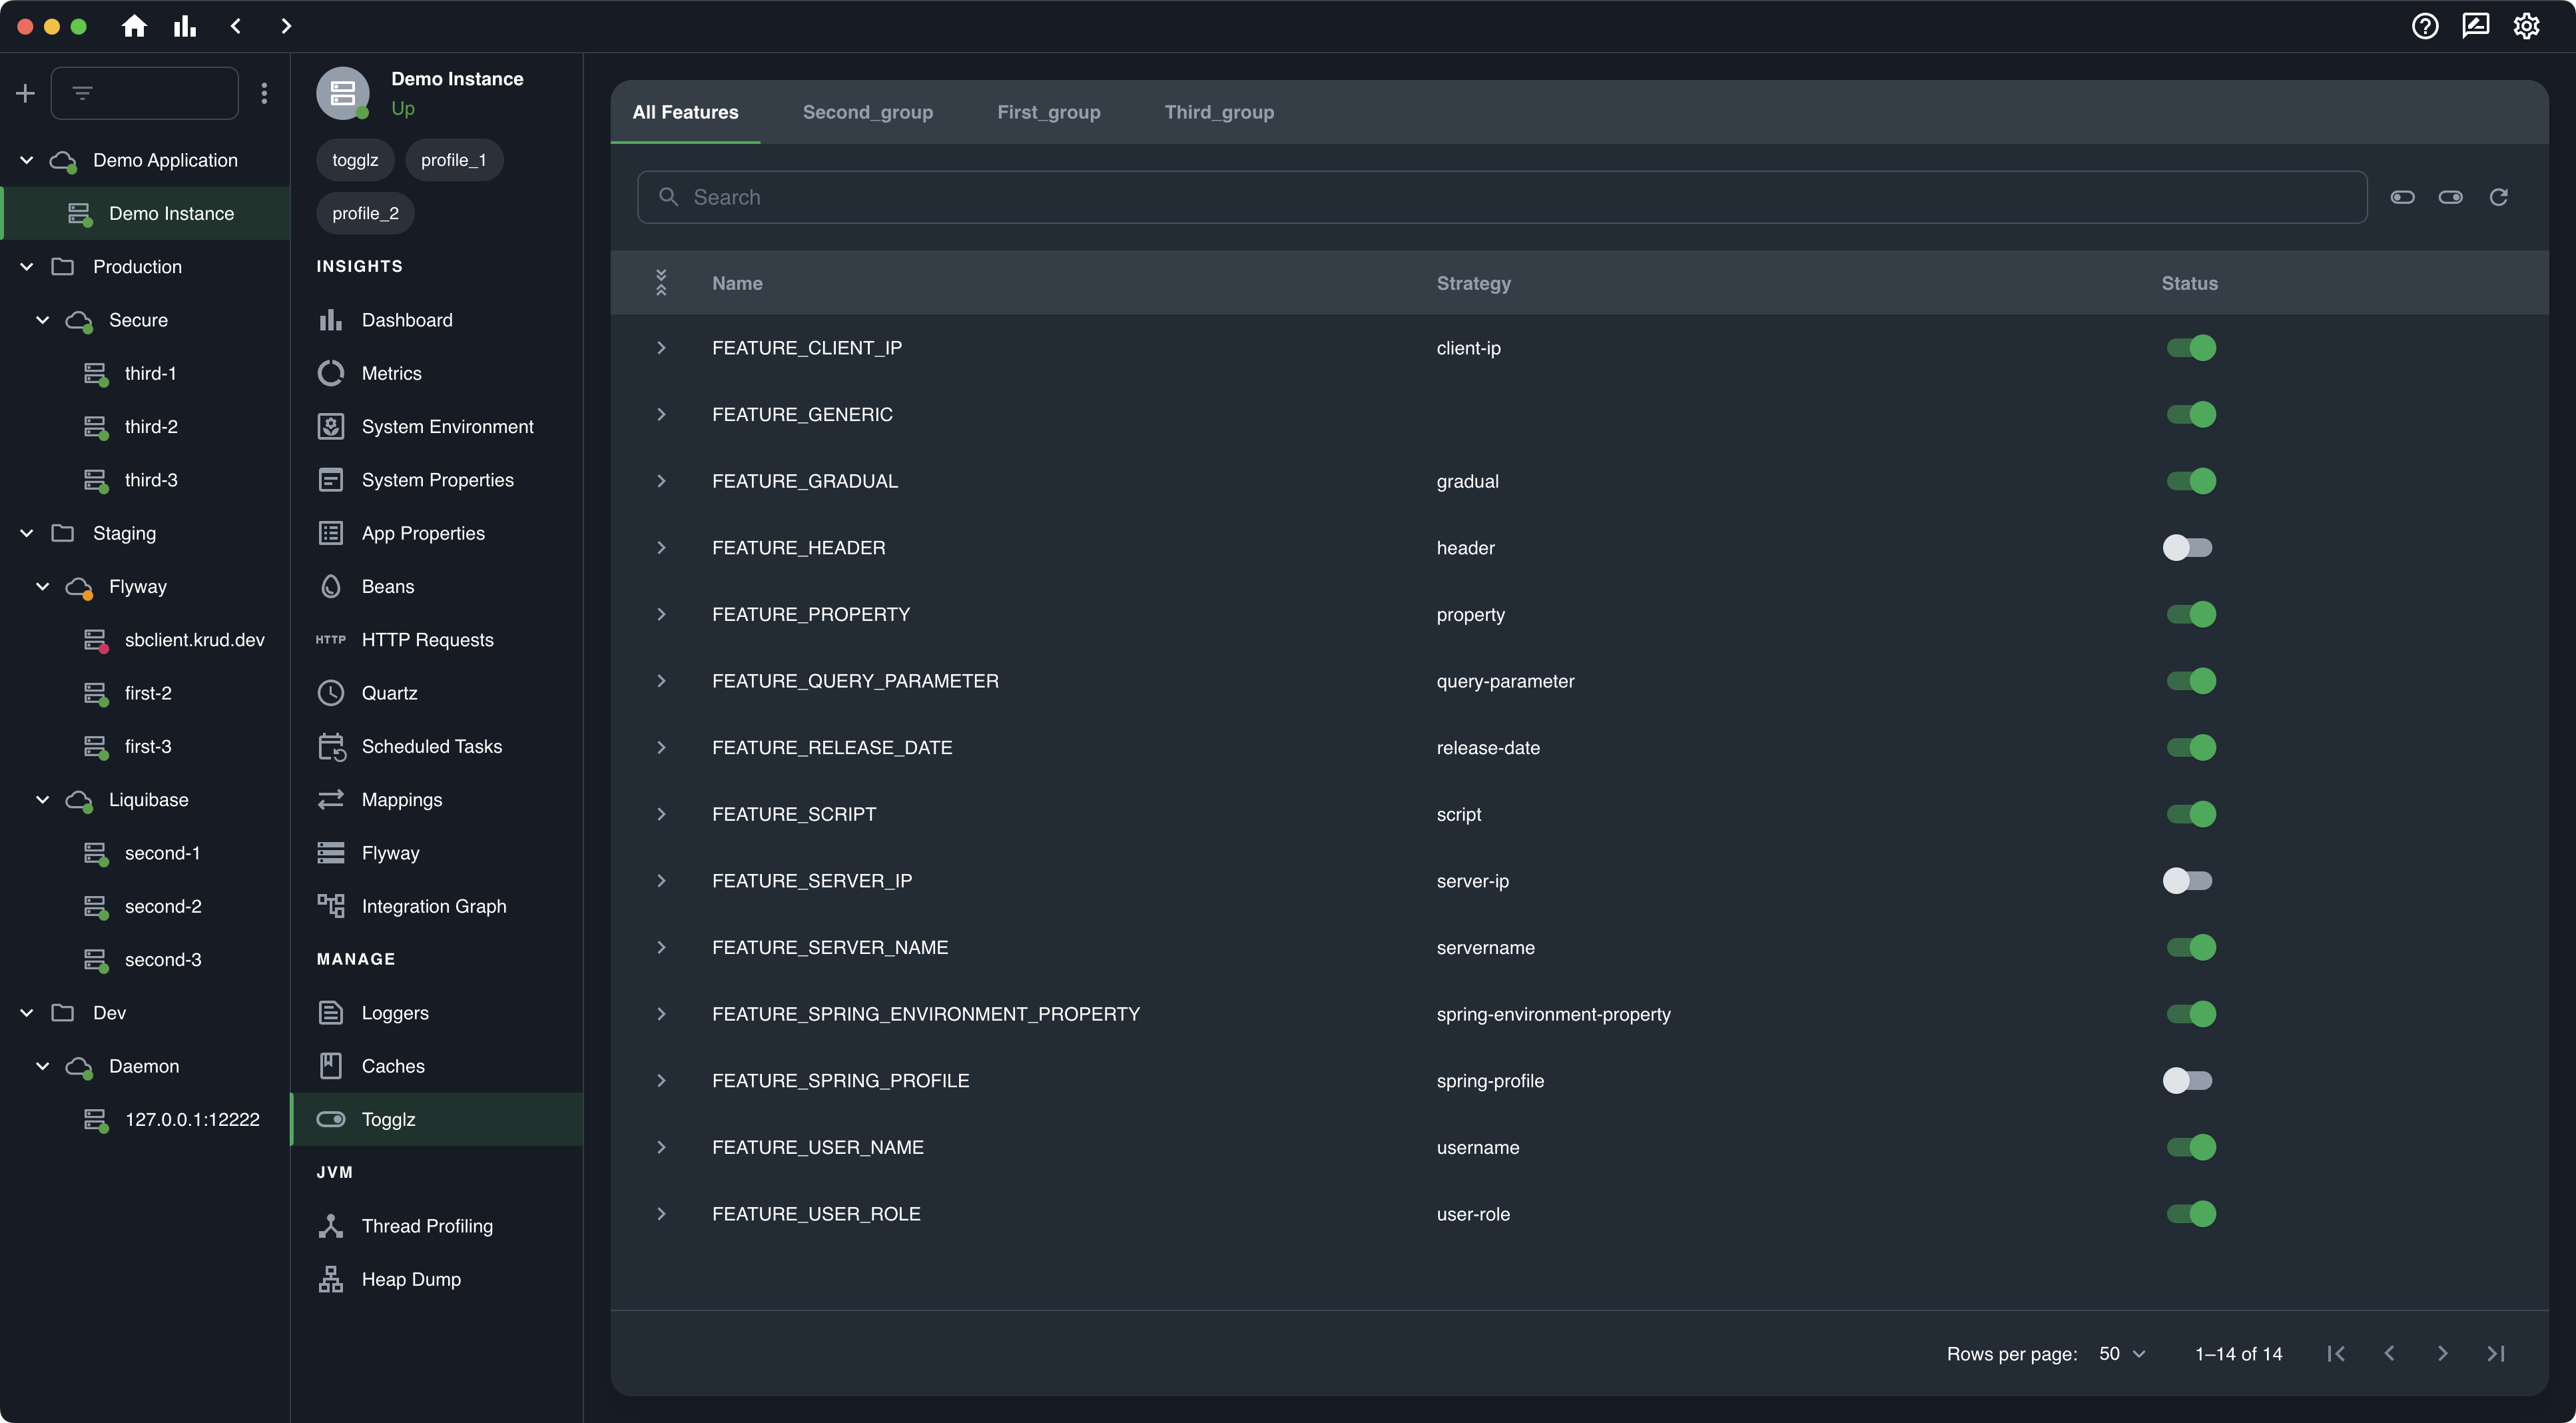 Demo Application
Demo Instance
Production
Secure
third-1
third-2
third-3
Staging
Flyway
sbclient.krud.dev
first-2
first-3
Liquibase
second-1
second-2
second-3
Dev
Daemon
127.0.0.1:12222
Demo Instance
Up
togglz profile_1
profile_2
INSIGHTS
Dashboard
Metrics
System Environment
System Properties
App Properties
Beans
HTTP HTTP Requests
Quartz
Scheduled Tasks
Mappings
Flyway
Integration Graph
MANAGE
Loggers
Caches
Togglz
JVM
Thread Profiling
Heap Dump
All Features Second_group First_group Third_group
Search
Name Strategy Status
FEATURE_CLIENT_IP client-ip
FEATURE_GENERIC
FEATURE_GRADUAL gradual
FEATURE_HEADER header
FEATURE_PROPERTY property
FEATURE_QUERY_PARAMETER query-parameter
FEATURE_RELEASE_DATE release-date
FEATURE_SCRIPT script
FEATURE_SERVER_IP server-ip
FEATURE_SERVER_NAME servername
FEATURE_SPRING_ENVIRONMENT_PROPERTY spring-environment-property
FEATURE_SPRING_PROFILE spring-profile
FEATURE_USER_NAME username
FEATURE_USER_ROLE user-role
Rows per page: 50 1–14 of 14